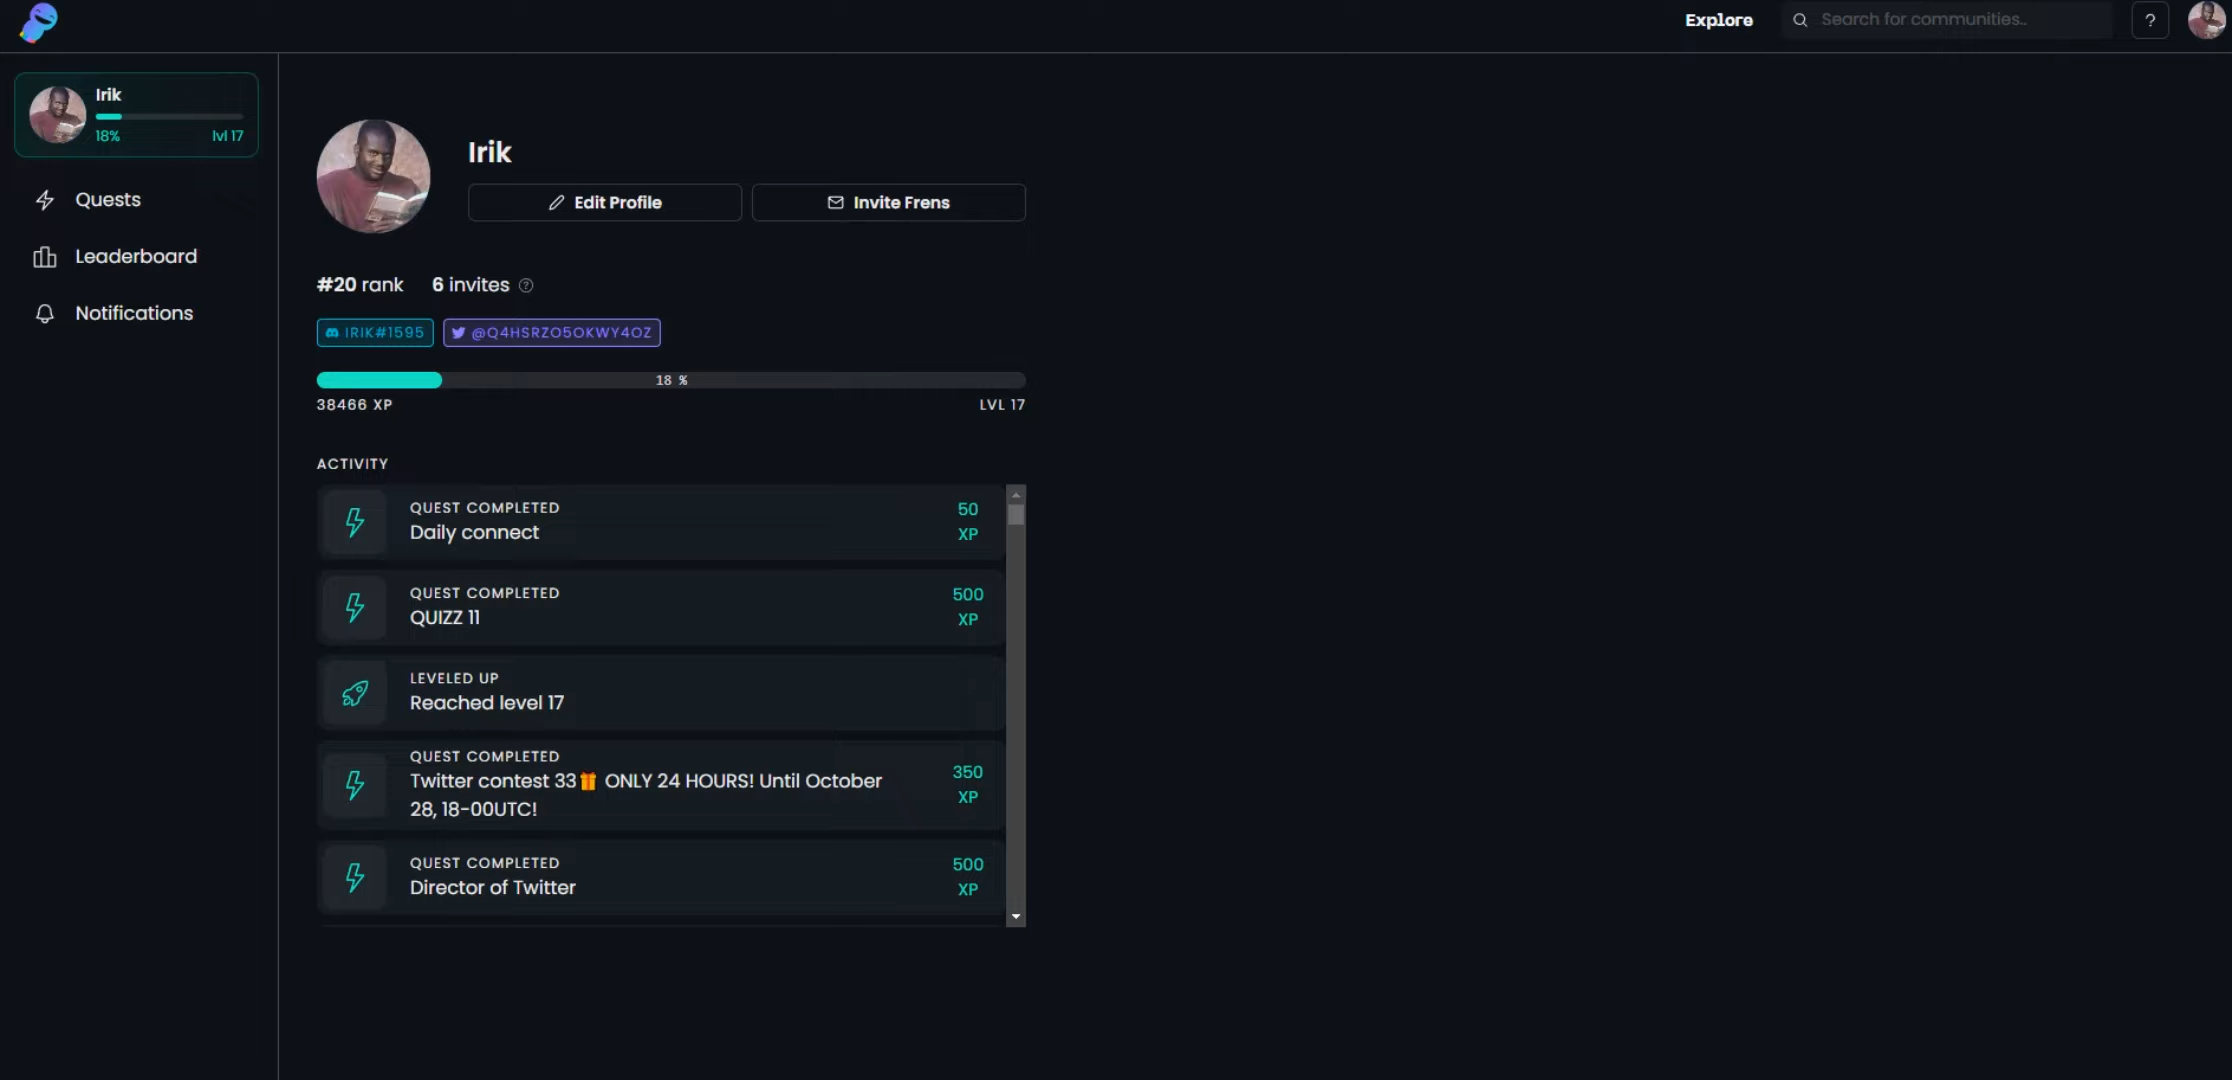 Explore
Search for communities..
?
Irik
18%
lvl 17
Quests
Leaderboard
Notifications
Irik
Edit Profile
Invite Frens
#20 rank
6 invites
?
IRIK#1595
@Q4HSRZO5OKWY4OZ
18 %
38466 XP
LVL 17
ACTIVITY
QUEST COMPLETED
Daily connect
50
XP
QUEST COMPLETED
QUIZZ 11
500
XP
LEVELED UP
Reached level 17
QUEST COMPLETED
Twitter contest 33🎁 ONLY 24 HOURS! Until October
28, 18-00UTC!
350
XP
QUEST COMPLETED
Director of Twitter
500
XP